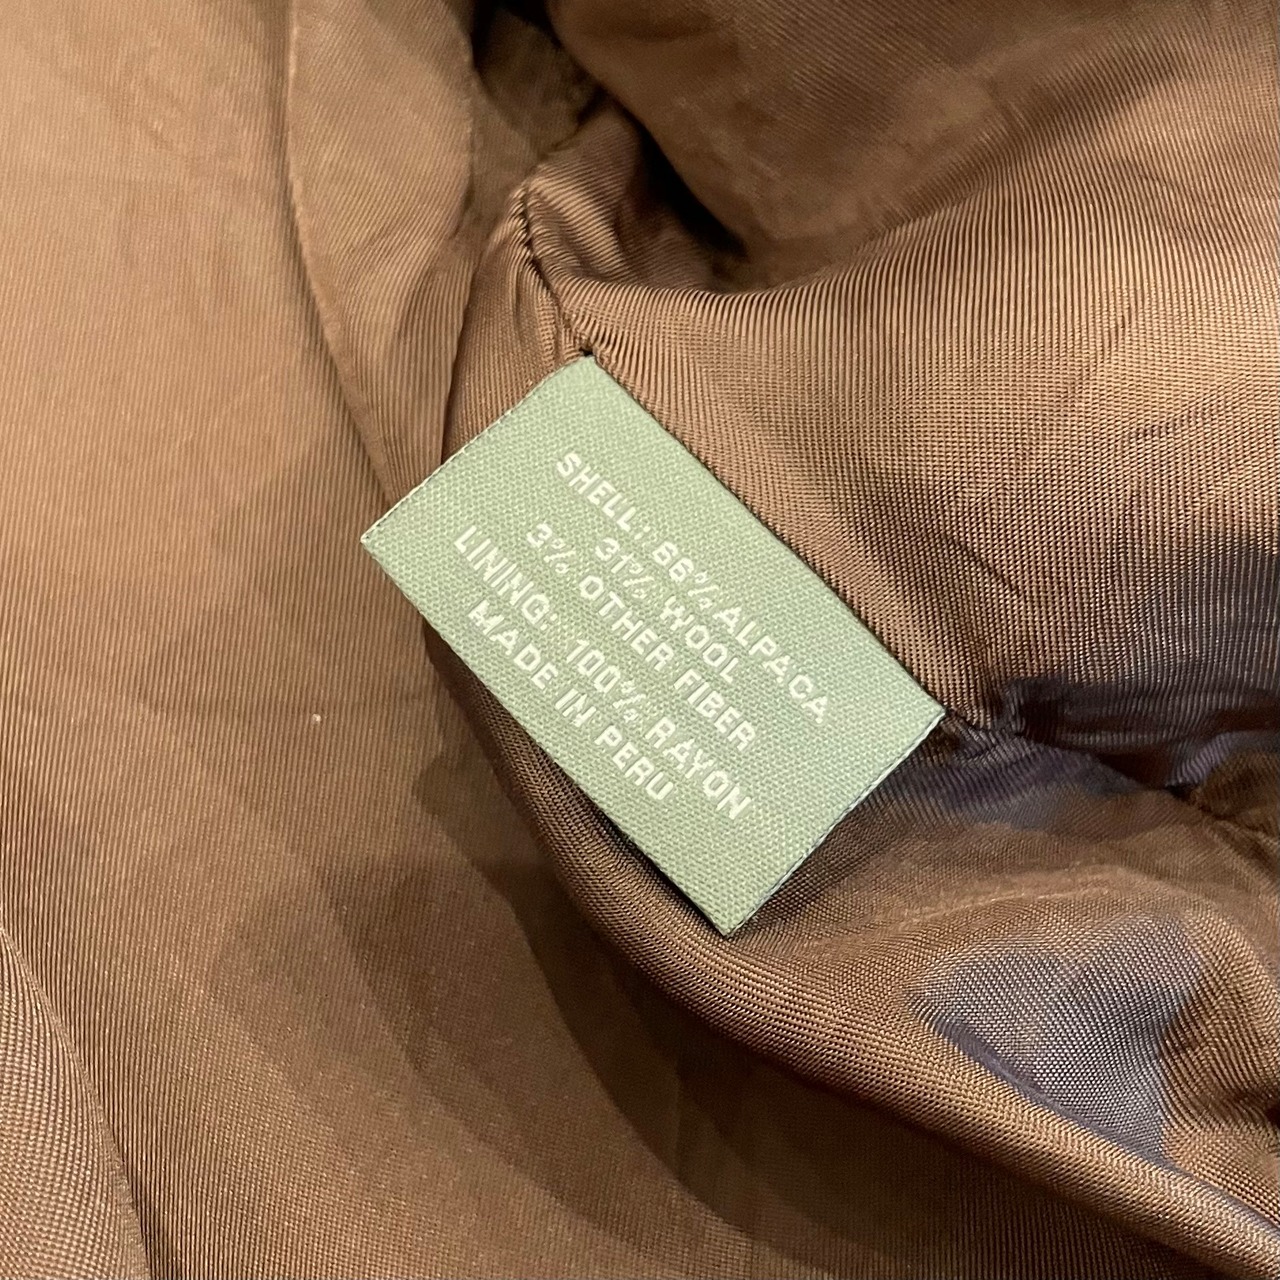 SHELL: 66% ALPACA
31% WOOL
3% OTHER FIBER
LINING: 100% RAYON
MADE IN PERU